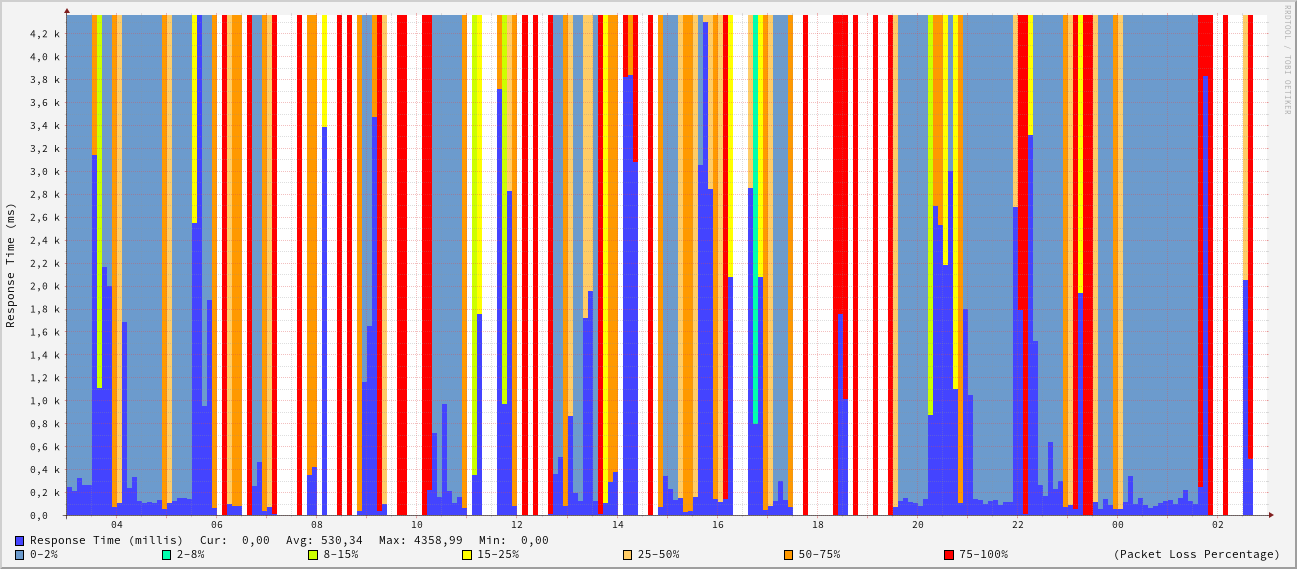 RRDTOOL / TOBI OETIKER
Response Time (ms)
4,2 k
4,0 k
3,8 k
3,6 k
3,4 k
3,2 k
3,0 k
2,8 k
2,6 k
2,4 k
2,2 k
2,0 k
1,8 k
1,6 k
1,4 k
1,2 k
1,0 k
0,8 k
0,6 k
0,4 k
0,2 k
0,0
04 06 08 10 12 14 16 18 20 22 00 02
Response Time (millis) Cur: 0,00 Avg: 530,34 Max: 4358,99 Min: 0,00
0-2% 2-8% 8-15% 15-25% 25-50% 50-75% 75-100% (Packet Loss Percentage)